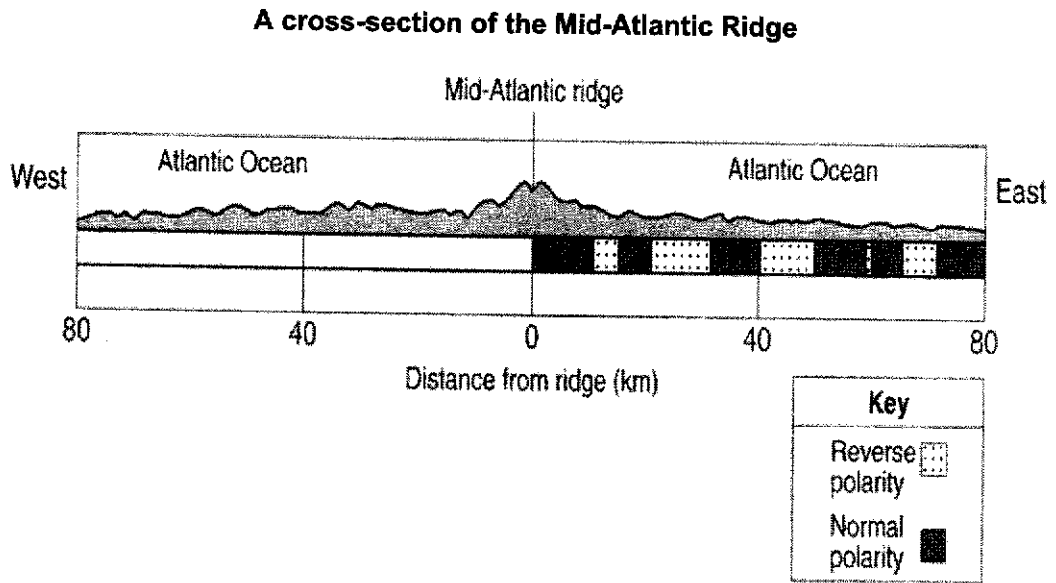 A cross-section of the Mid-Atlantic Ridge
Mid-Atlantic ridge
West
Atlantic Ocean
Atlantic Ocean
East
80
40
0
40
80
Distance from ridge (km)
Key
Reverse
polarity
Normal
polarity